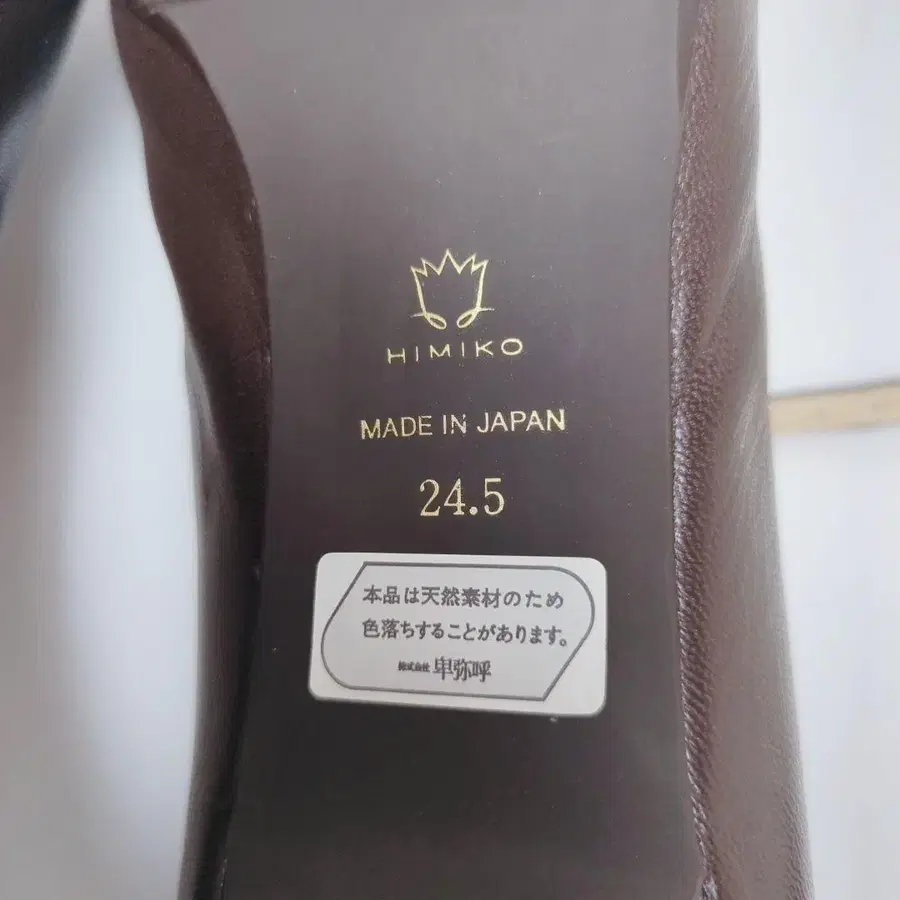 HIMIKO
MADE IN JAPAN
24.5
本品は天然素材のため
色落ちすることがあります。
株式会社 卑弥呼